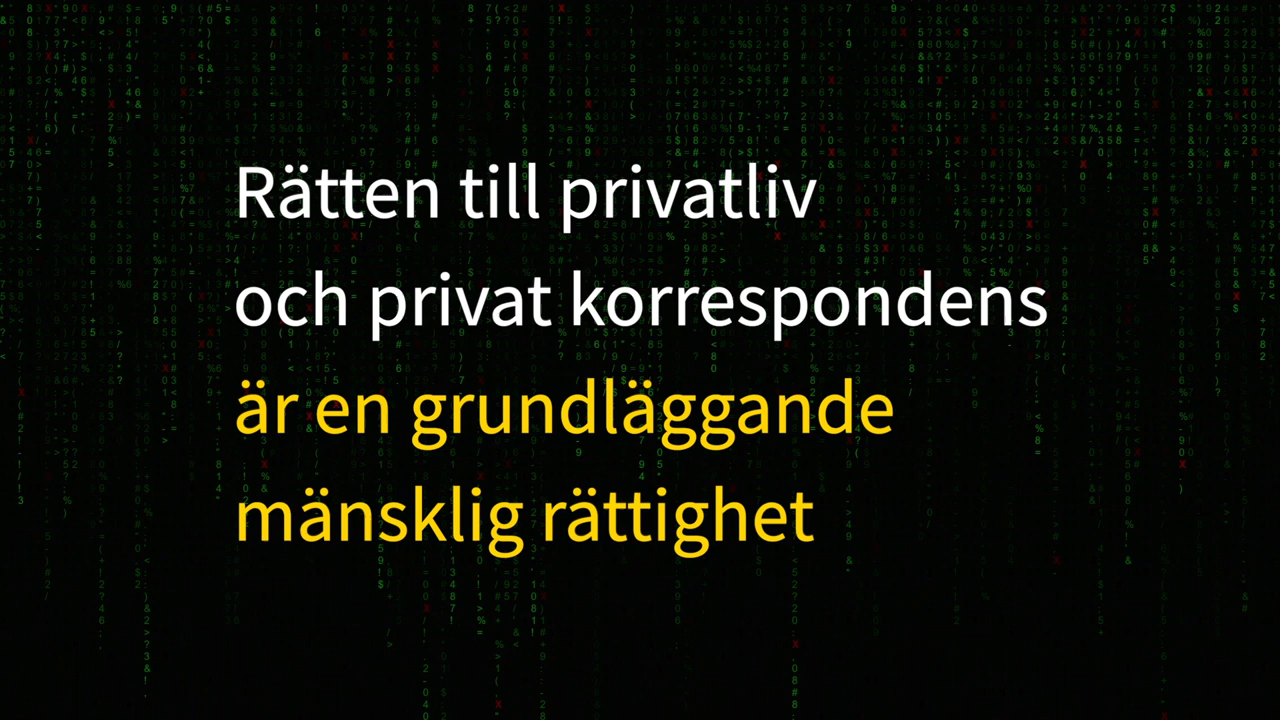 Rätten till privatliv
och privat korrespondens
är en grundläggande
mänsklig rättighet